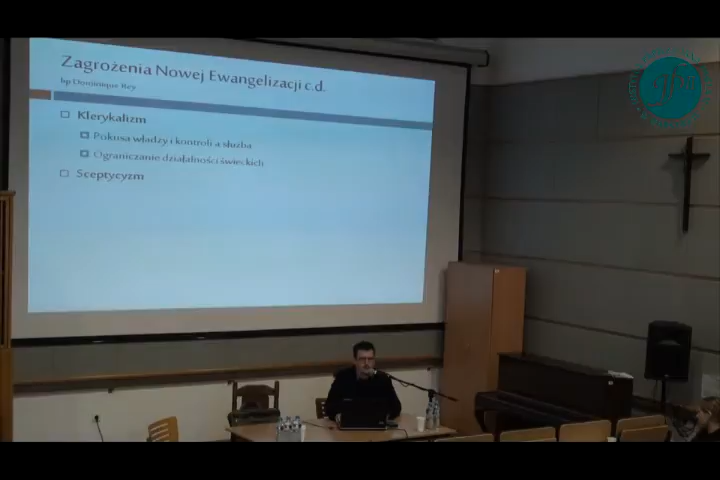 Zagrożenia Nowej Ewangelizacji c.d.
bp Dominique Rey
Klerykalizm
Pokusa władzy i kontroli a służba
Ograniczanie działalności świeckich
Sceptycyzm